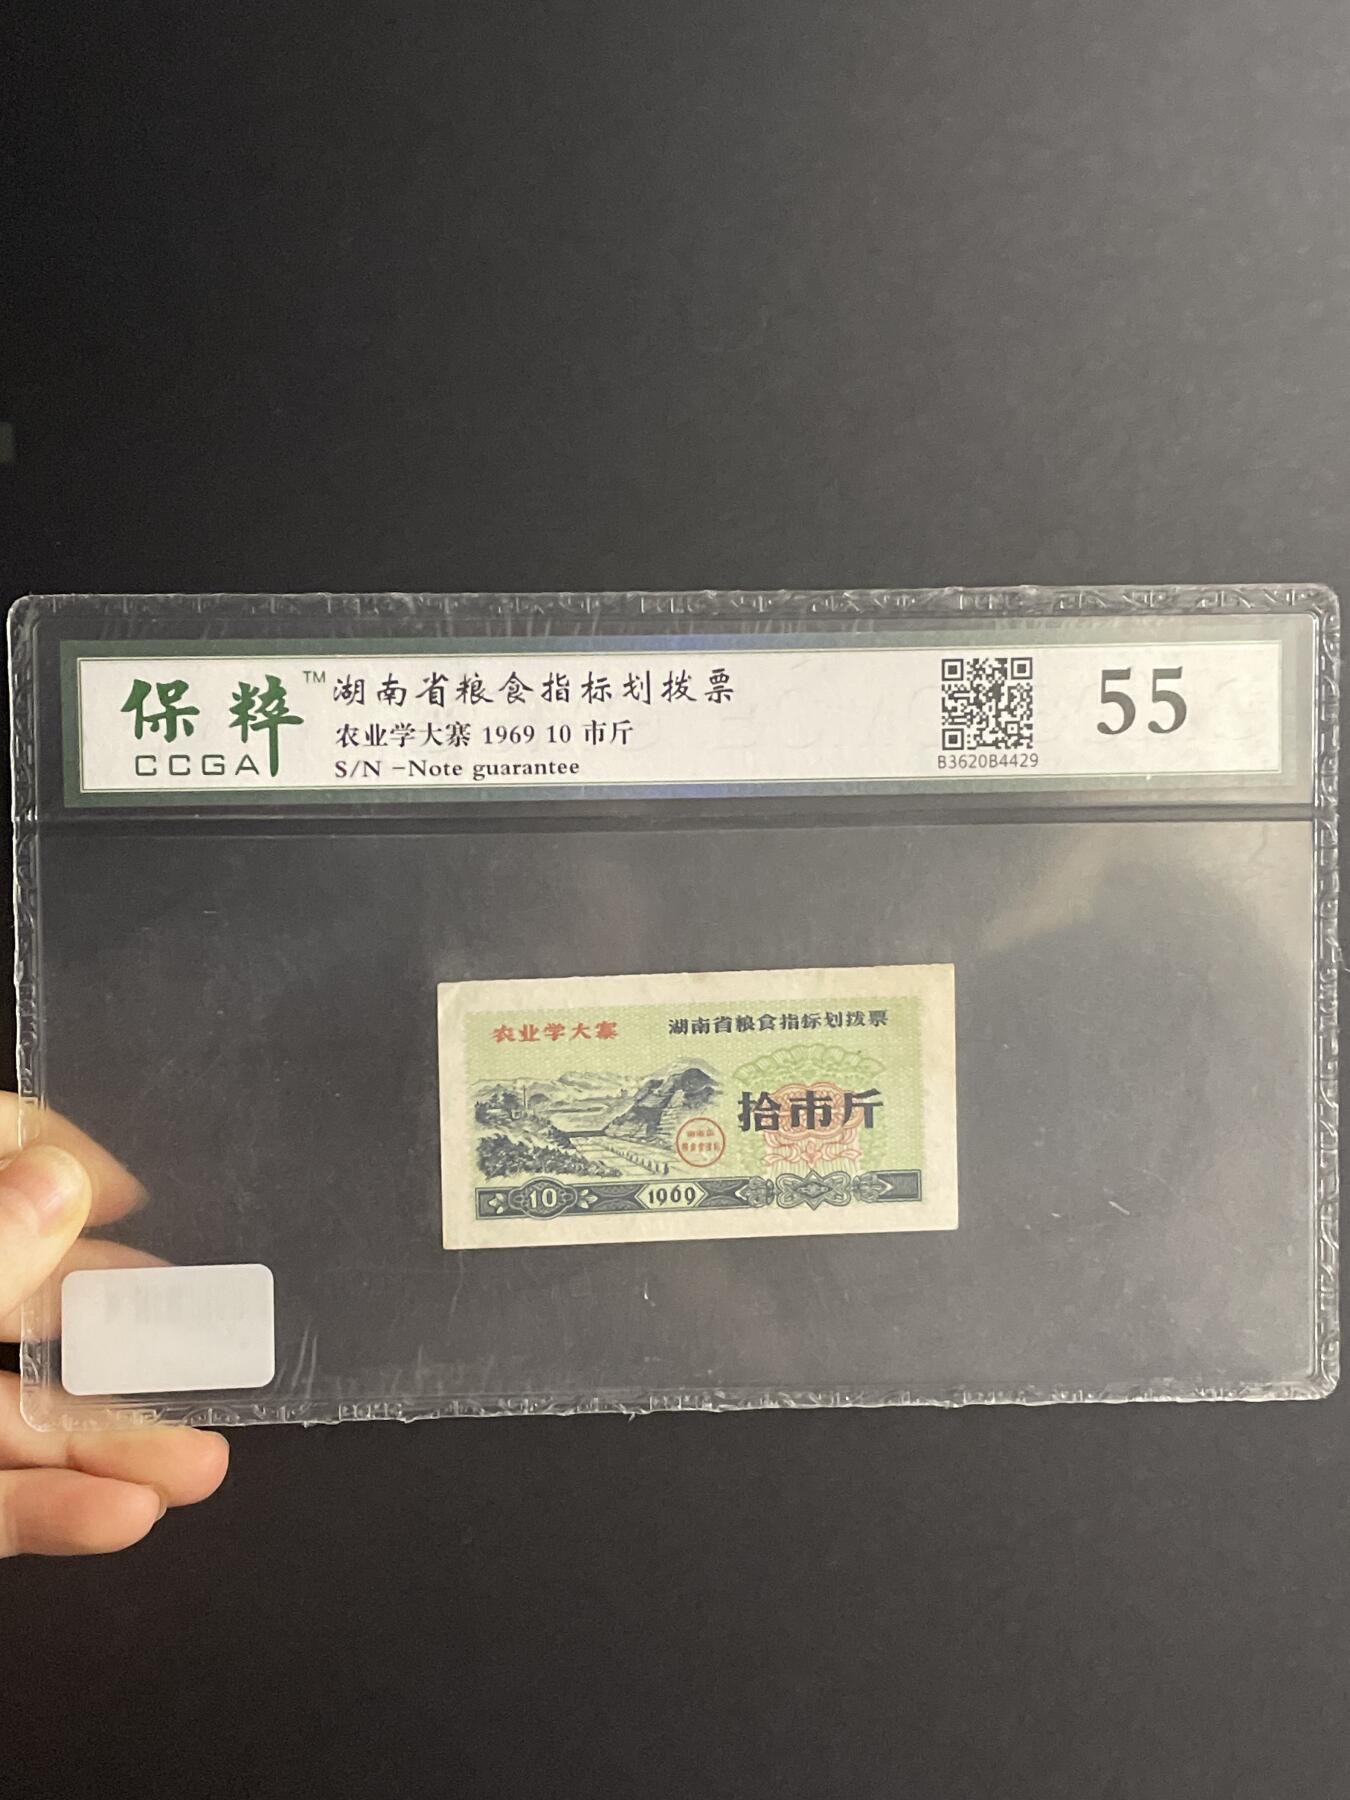 保粹™
CCGA
湖南省粮食指标划拨票
农业学大寨 1969 10 市斤
S/N -Note guarantee
B3620B4429
55
农业学大寨
湖南省粮食指标划拨票
拾市斤
10
1969